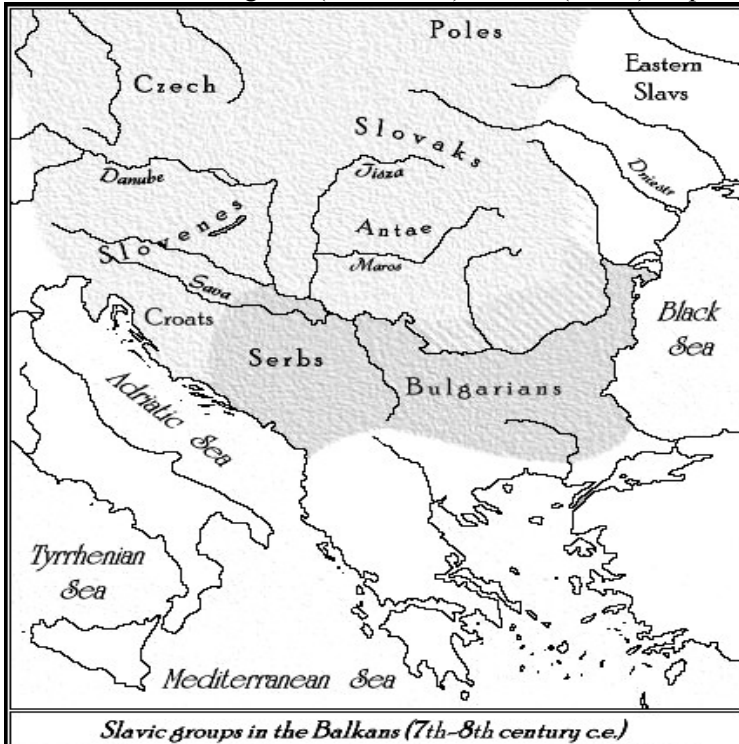 Poles
Eastern
Slavs
Czech
Slovaks
Dniestr
Danube
Tisza
Slovenes
Antae
Maros
Sava
Croats
Black
Sea
Serbs
Bulgarians
Adriatic Sea
Tyrrhenian
Sea
Mediterranean Sea
Slavic groups in the Balkans (7th-8th century c.e.)